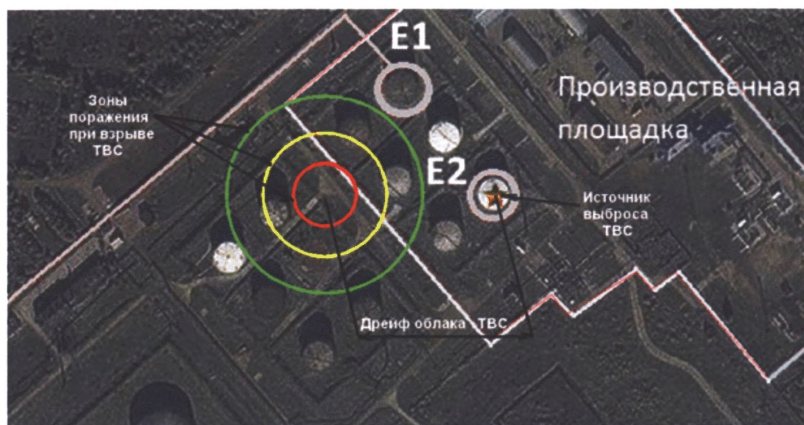 E1
Зоны
поражения
при взрыве
ТВС
Производственная
площадка
E2
Источник
выброса
ТВС
Дрейф облака ТВС